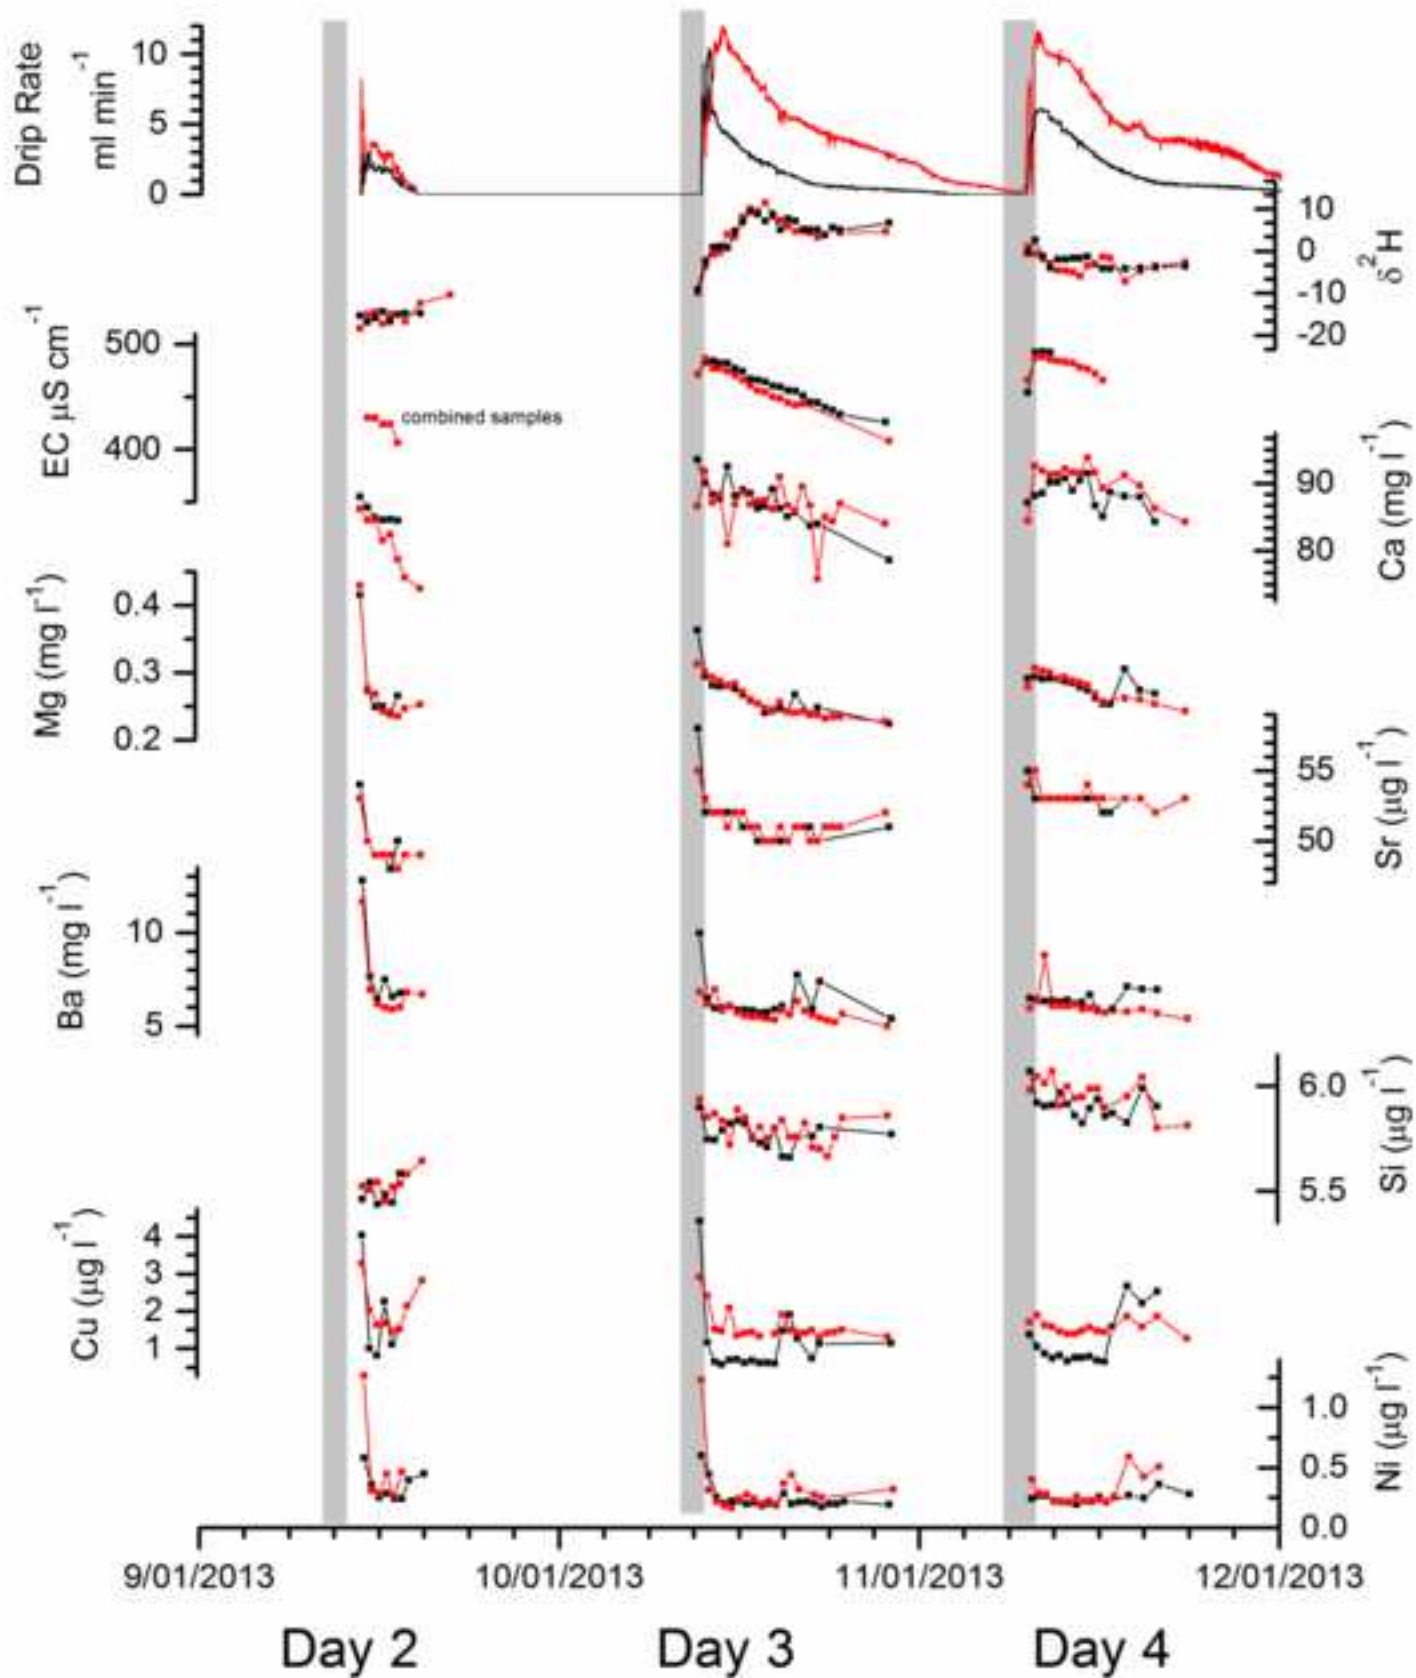 Drip Rate
ml min⁻¹
10
5
0
10
0
-10
-20
δ²H
EC µS cm⁻¹
500
400
combined samples
90
80
Ca (mg l⁻¹)
Mg (mg l⁻¹)
0.4
0.3
0.2
55
50
Sr (µg l⁻¹)
Ba (mg l⁻¹)
10
5
6.0
5.5
Si (µg l⁻¹)
Cu (µg l⁻¹)
4
3
2
1
1.0
0.5
0.0
Ni (µg l⁻¹)
9/01/2013 10/01/2013 11/01/2013 12/01/2013
Day 2 Day 3 Day 4